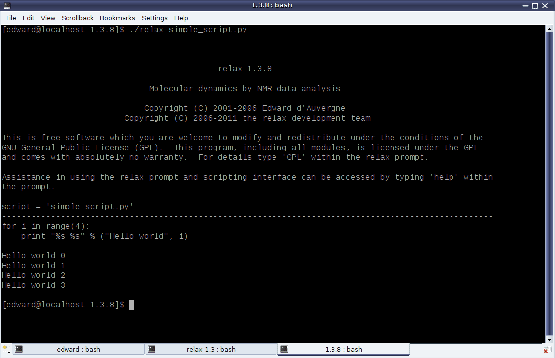 1.3.8: bash
File Edit View Scrollback Bookmarks Settings Help
[edward@localhost 1.3.8]$ ./relax simple_script.py
relax 1.3.8
Molecular dynamics by NMR data analysis
Copyright (C) 2001-2006 Edward d'Auvergne
Copyright (C) 2006-2011 the relax development team
This is free software which you are welcome to modify and redistribute under the conditions of the
GNU General Public License (GPL).  This program, including all modules, is licensed under the GPL
and comes with absolutely no warranty.  For details type 'GPL' within the relax prompt.
Assistance in using the relax prompt and scripting interface can be accessed by typing 'help' within
the prompt.
script = 'simple_script.py'
----------------------------------------------------------------------------------------------------
for i in range(4):
    print "%s %s" % ("Hello world", i)
Hello world 0
Hello world 1
Hello world 2
Hello world 3
[edward@localhost 1.3.8]$
edward : bash
relax-1.3 : bash
1.3.8 : bash